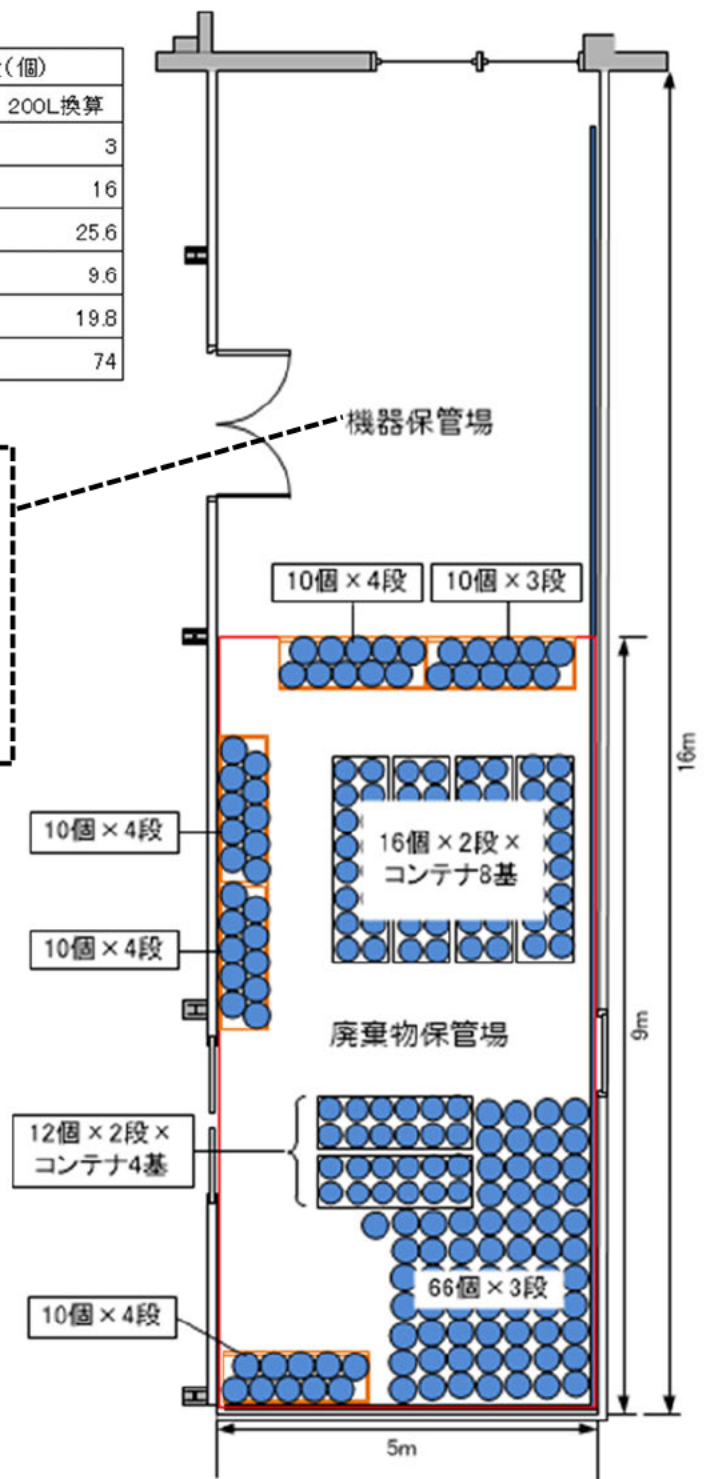 (個)
200L換算
3
16
25.6
9.6
19.8
74
機器保管場
10個×4段
10個×3段
16m
10個×4段
16個×2段×
コンテナ8基
10個×4段
9m
廃棄物保管場
12個×2段×
コンテナ4基
66個×3段
10個×4段
5m